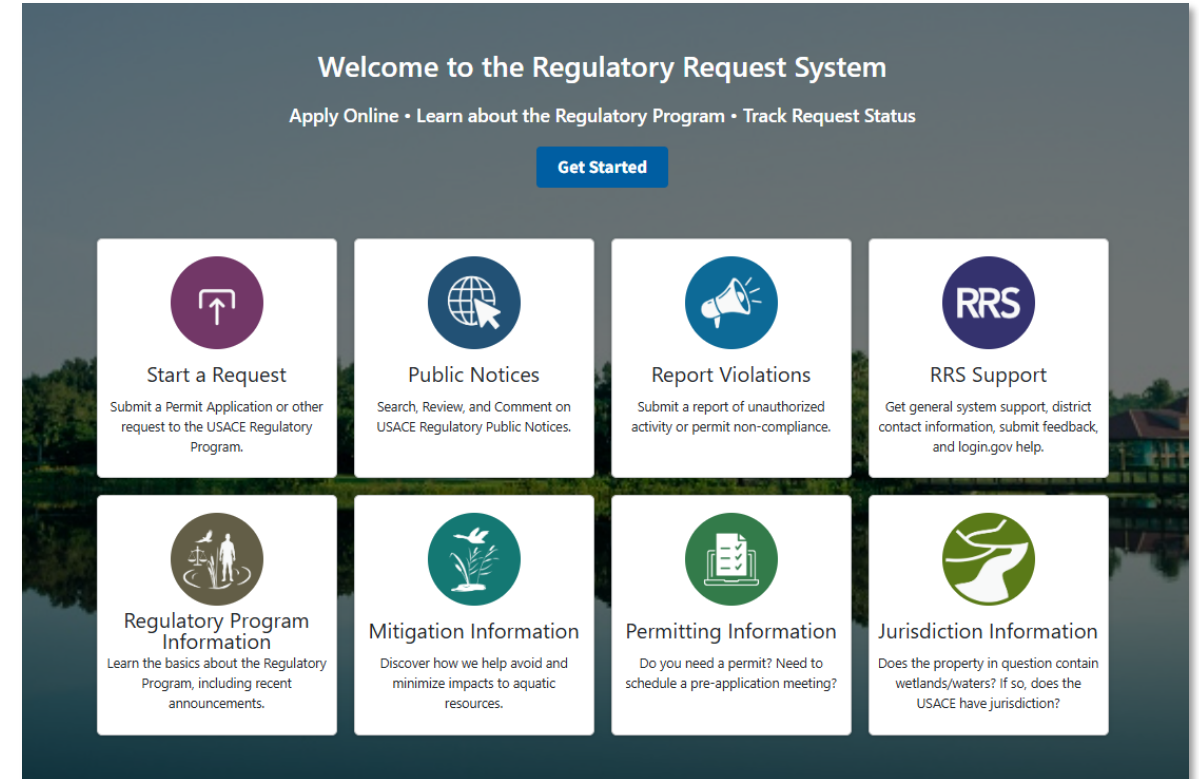 Welcome to the Regulatory Request System
Apply Online • Learn about the Regulatory Program • Track Request Status
Get Started
Start a Request
Submit a Permit Application or other
request to the USACE Regulatory
Program.
Public Notices
Search, Review, and Comment on
USACE Regulatory Public Notices.
Report Violations
Submit a report of unauthorized
activity or permit non-compliance.
RRS
RRS Support
Get general system support, district
contact information, submit feedback,
and login.gov help.
Regulatory Program
Information
Learn the basics about the Regulatory
Program, including recent
announcements.
Mitigation Information
Discover how we help avoid and
minimize impacts to aquatic
resources.
Permitting Information
Do you need a permit? Need to
schedule a pre-application meeting?
Jurisdiction Information
Does the property in question contain
wetlands/waters? If so, does the
USACE have jurisdiction?